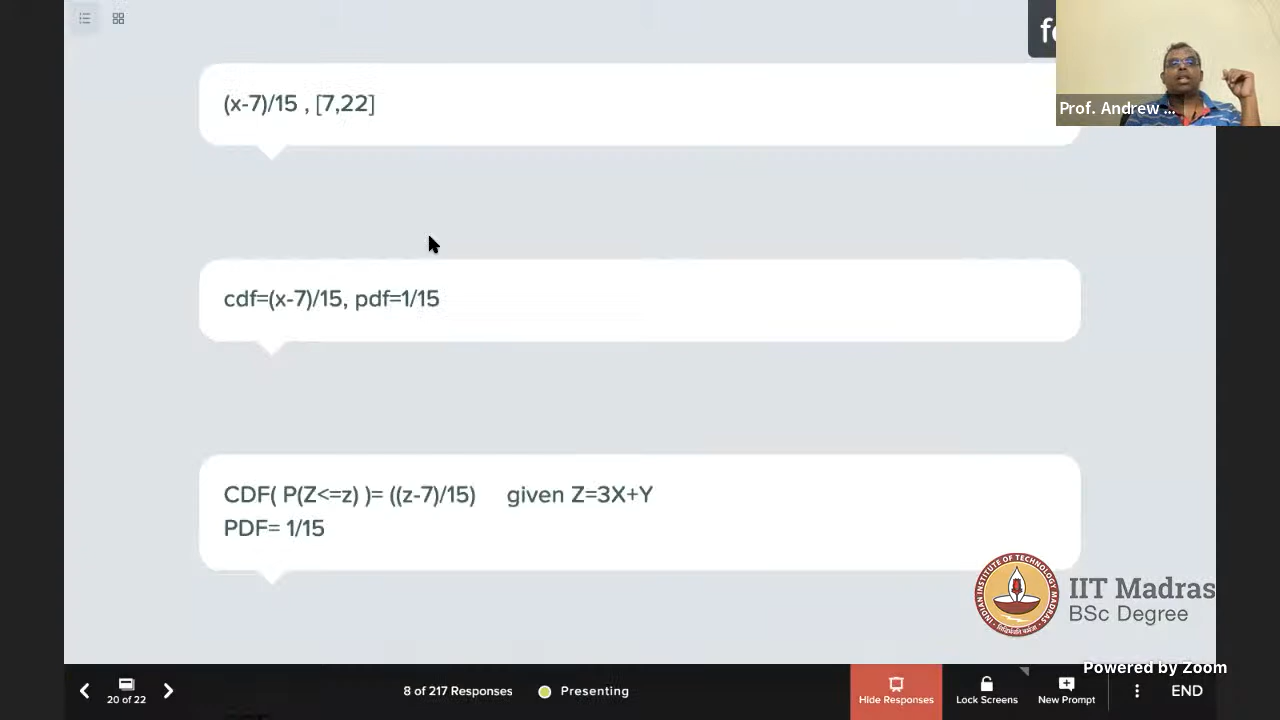 (x-7)/15 , [7,22]
Prof. Andrew ...
cdf=(x-7)/15, pdf=1/15
CDF( P(Z<=z) )= ((z-7)/15) given Z=3X+Y
PDF= 1/15
IIT Madras
BSc Degree
Powered by Zoom
20 of 22
8 of 217 Responses
Presenting
Hide Responses
Lock Screens
New Prompt
END